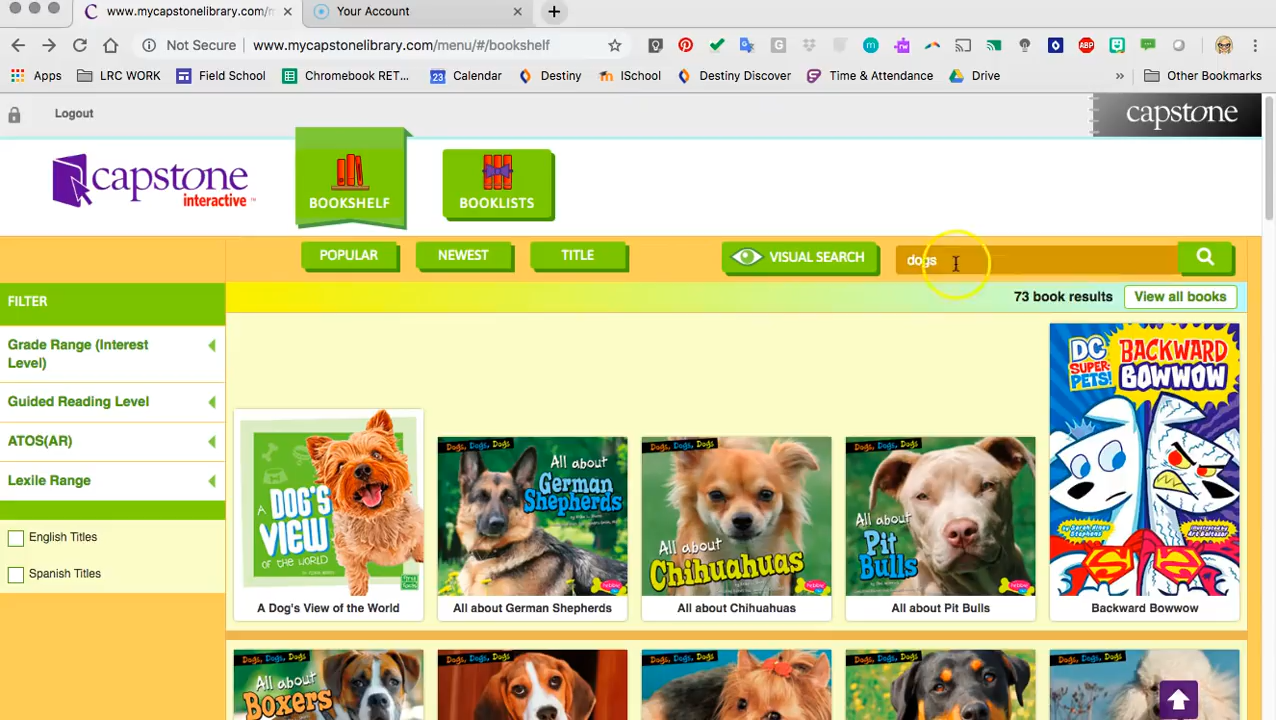 www.mycapstonelibrary.com/m
Your Account
Not Secure
www.mycapstonelibrary.com/menu/#/bookshelf
Apps
LRC WORK
Field School
Chromebook RET...
23
Calendar
Destiny
ISchool
Destiny Discover
Time & Attendance
Drive
»
Other Bookmarks
ABP
Logout
capstone
capstone
interactive™
BOOKSHELF
BOOKLISTS
POPULAR
NEWEST
TITLE
VISUAL SEARCH
dogs
FILTER
73 book results
View all books
Grade Range (Interest
Level)
Guided Reading Level
ATOS(AR)
Lexile Range
English Titles
Spanish Titles
A
DOG'S
VIEW
OF THE WORLD
A Dog's View of the World
Dogs, Dogs, Dogs
All about
German
Shepherds
All about German Shepherds
Dogs, Dogs, Dogs
All about
Chihuahuas
All about Chihuahuas
Dogs, Dogs, Dogs
All about
Pit
Bulls
All about Pit Bulls
DC
SUPER-
PETS!
BACKWARD
BOWWOW
Backward Bowwow
Dogs, Dogs, Dogs
All about
Boxers
Dogs, Dogs, Dogs
Dogs, Dogs, Dogs
Dogs, Dogs, Dogs
Dogs, Dogs, Dogs